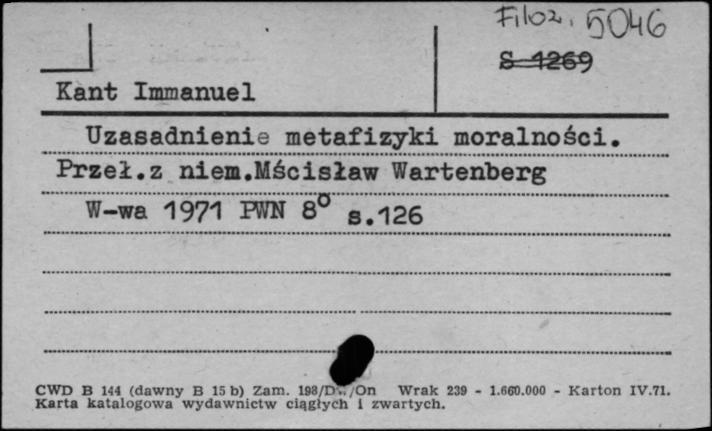 Filoz. 5046
S 1269
Kant Immanuel
Uzasadnienie metafizyki moralności.
Przeł.z niem.Mścisław Wartenberg
W-wa 1971 PWN 8° s.126
CWD B 144 (dawny B 15 b) Zam. 198/ /On Wrak 239 - 1.660.000 - Karton IV.71.
Karta katalogowa wydawnictw ciągłych i zwartych.